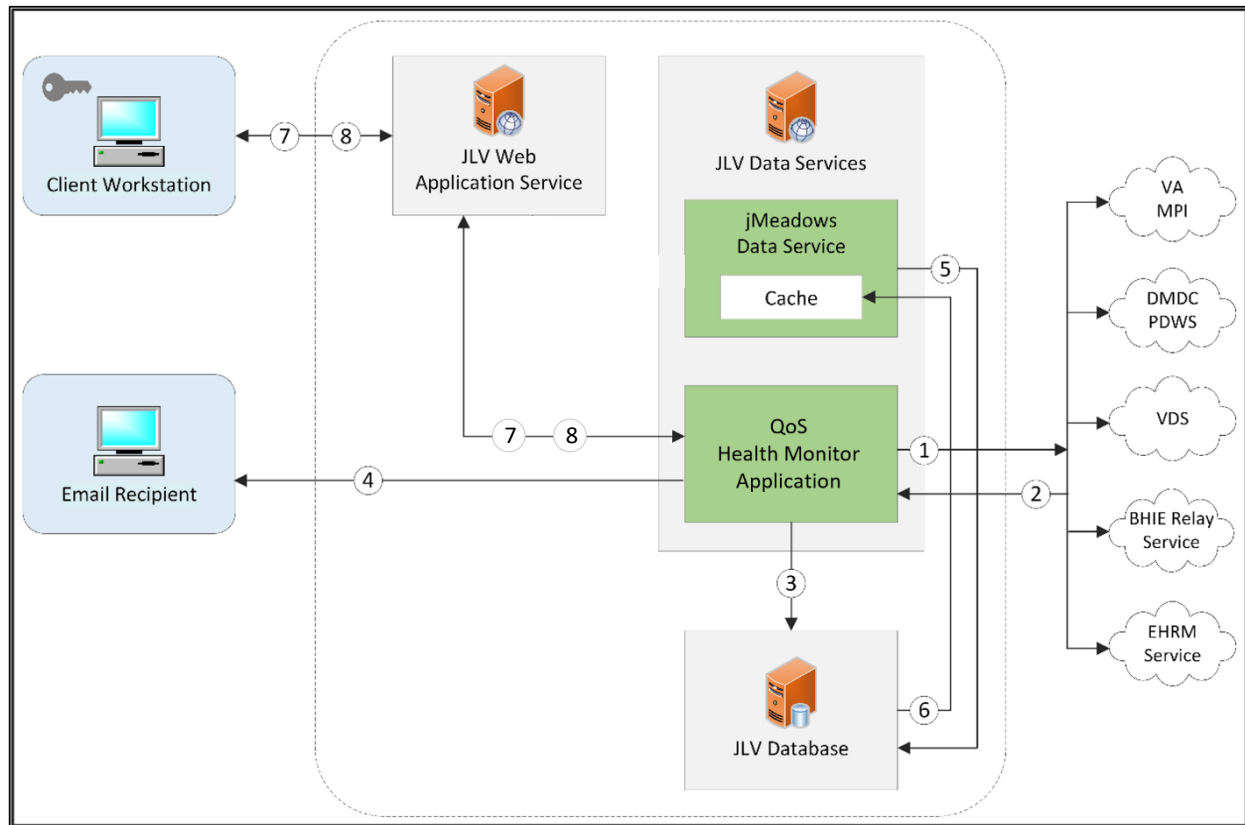 Client Workstation
7
8
JLV Web
Application Service
JLV Data Services
jMeadows
Data Service
Cache
5
VA
MPI
DMDC
PDWS
Email Recipient
4
7
8
QoS
Health Monitor
Application
1
2
VDS
BHIE Relay
Service
3
EHRM
Service
JLV Database
6